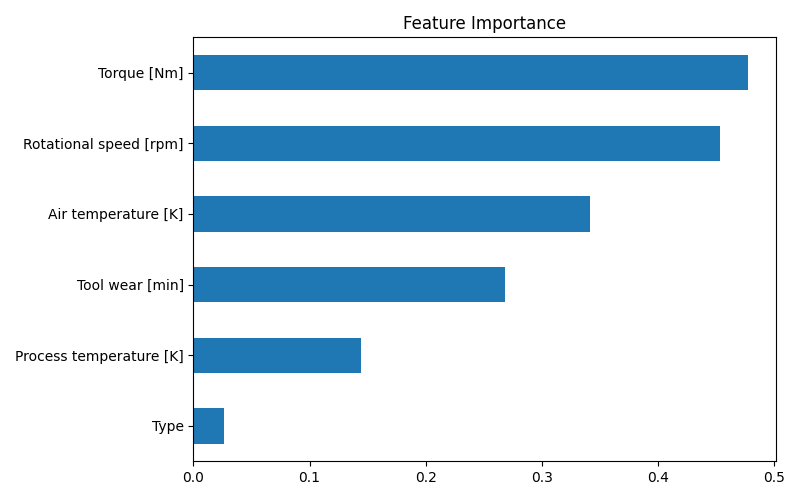 Feature Importance
Torque [Nm]
Rotational speed [rpm]
Air temperature [K]
Tool wear [min]
Process temperature [K]
Type
0.0 0.1 0.2 0.3 0.4 0.5